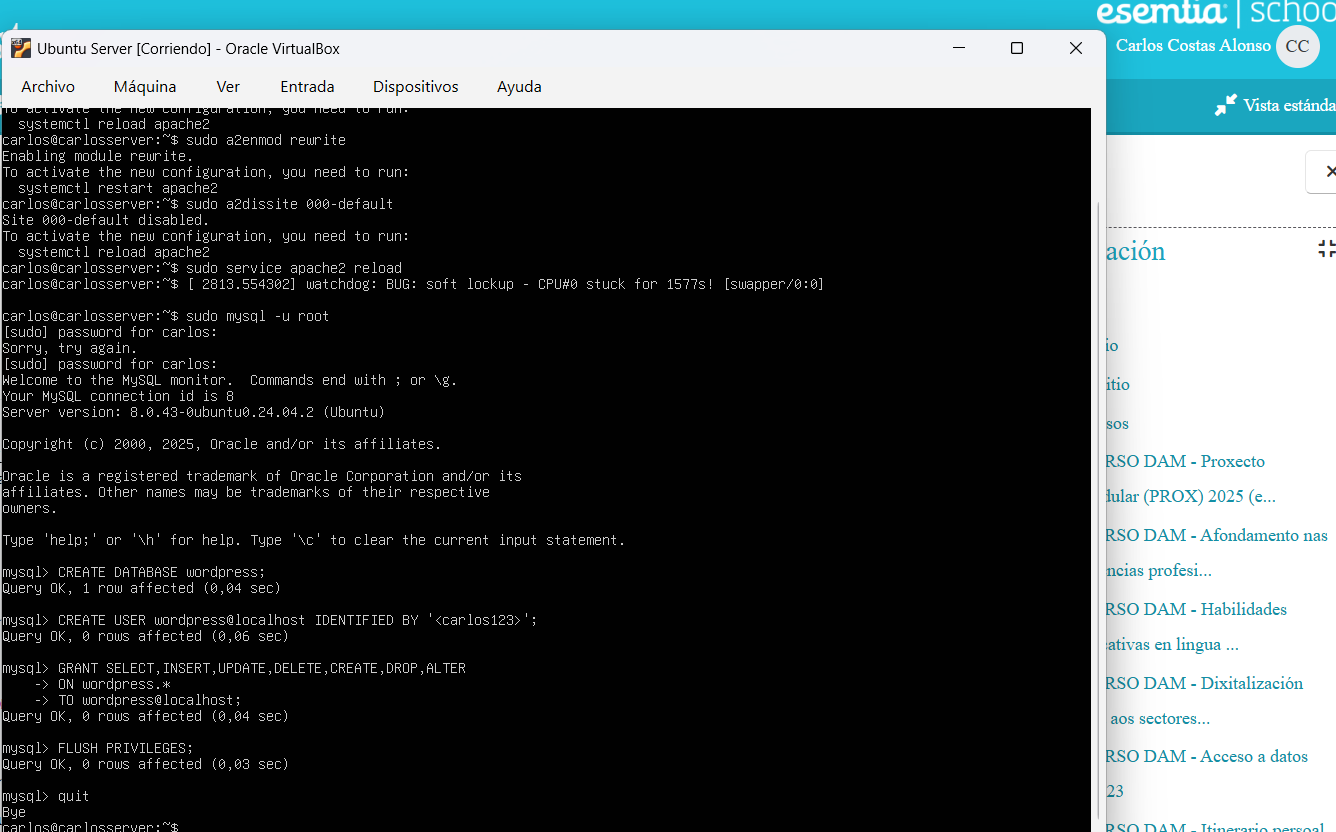 esemtia | schoo
Carlos Costas Alonso CC
Ubuntu Server [Corriendo] - Oracle VirtualBox
Archivo Máquina Ver Entrada Dispositivos Ayuda
Vista estánda
To activate the new configuration, you need to run:
  systemctl reload apache2
carlos@carlosserver:~$ sudo a2enmod rewrite
Enabling module rewrite.
To activate the new configuration, you need to run:
  systemctl restart apache2
carlos@carlosserver:~$ sudo a2dissite 000-default
Site 000-default disabled.
To activate the new configuration, you need to run:
  systemctl reload apache2
carlos@carlosserver:~$ sudo service apache2 reload
carlos@carlosserver:~$ [ 2813.554302] watchdog: BUG: soft lockup - CPU#0 stuck for 1577s! [swapper/0:0]
carlos@carlosserver:~$ sudo mysql -u root
[sudo] password for carlos:
Sorry, try again.
[sudo] password for carlos:
Welcome to the MySQL monitor.  Commands end with ; or \g.
Your MySQL connection id is 8
Server version: 8.0.43-0ubuntu0.24.04.2 (Ubuntu)
Copyright (c) 2000, 2025, Oracle and/or its affiliates.
Oracle is a registered trademark of Oracle Corporation and/or its
affiliates. Other names may be trademarks of their respective
owners.
Type 'help;' or '\h' for help. Type '\c' to clear the current input statement.
mysql> CREATE DATABASE wordpress;
Query OK, 1 row affected (0,04 sec)
mysql> CREATE USER wordpress@localhost IDENTIFIED BY '<carlos123>';
Query OK, 0 rows affected (0,06 sec)
mysql> GRANT SELECT,INSERT,UPDATE,DELETE,CREATE,DROP,ALTER
    -> ON wordpress.*
    -> TO wordpress@localhost;
Query OK, 0 rows affected (0,04 sec)
mysql> FLUSH PRIVILEGES;
Query OK, 0 rows affected (0,03 sec)
mysql> quit
Bye
carlos@carlosserver:~$
ación
io
itio
sos
RSO DAM - Proxecto
dular (PROX) 2025 (e...
RSO DAM - Afondamento nas
ncias profesi...
RSO DAM - Habilidades
ativas en lingua ...
RSO DAM - Dixitalización
aos sectores...
RSO DAM - Acceso a datos
23
RSO DAM - Itinerario persoal